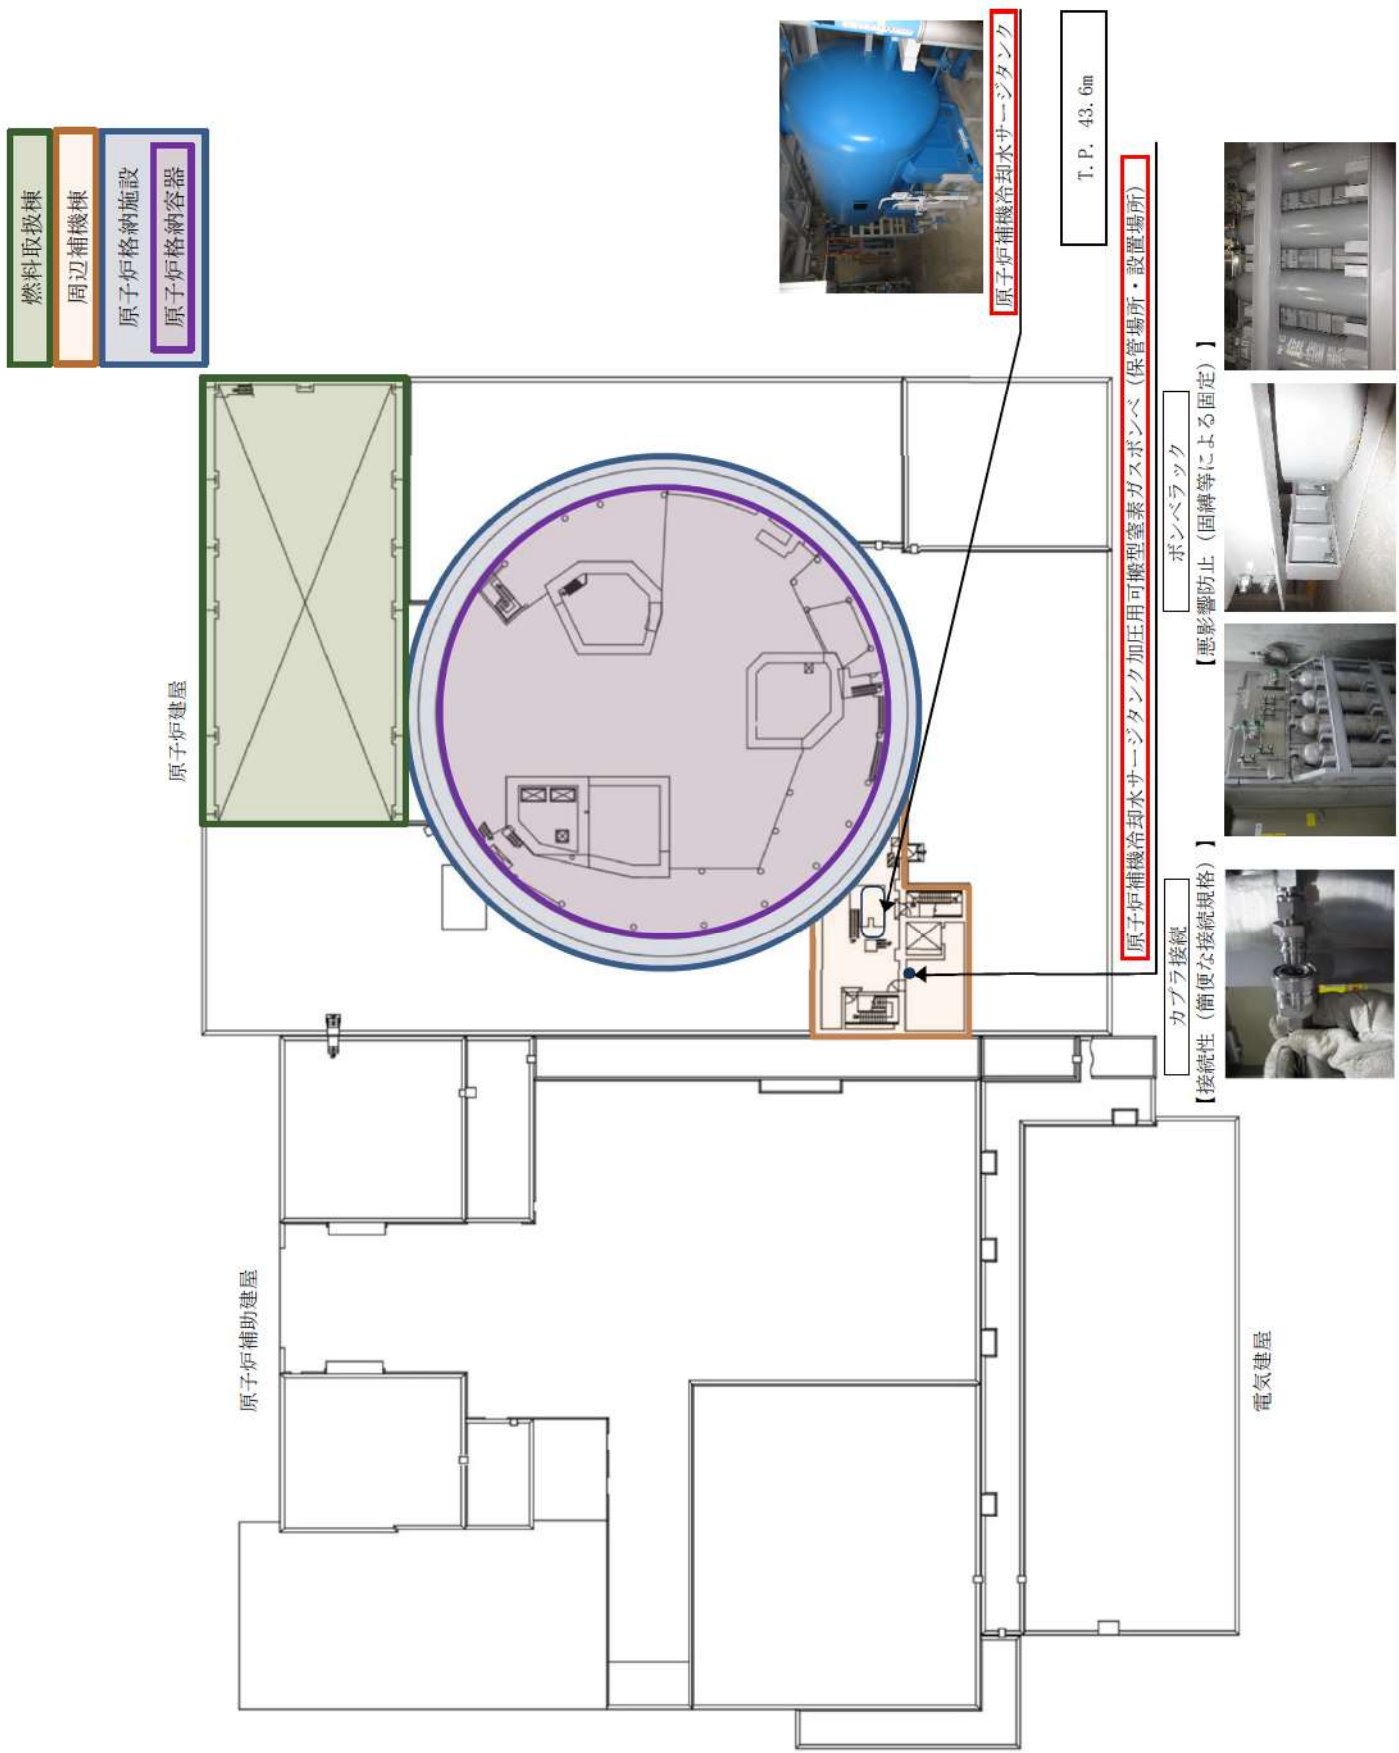 燃料取扱棟
周辺補機棟
原子炉格納施設
原子炉格納容器
原子炉建屋
原子炉補助建屋
電気建屋
原子炉補機冷却水サージタンク
T.P. 43.6m
原子炉補機冷却水サージタンク加圧用可搬型窒素ガスボンベ（保管場所・設置場所）
カプラ接続
【接続性（簡便な接続規格）】
ボンベラック
【悪影響防止（固縛等による固定）】
窒素